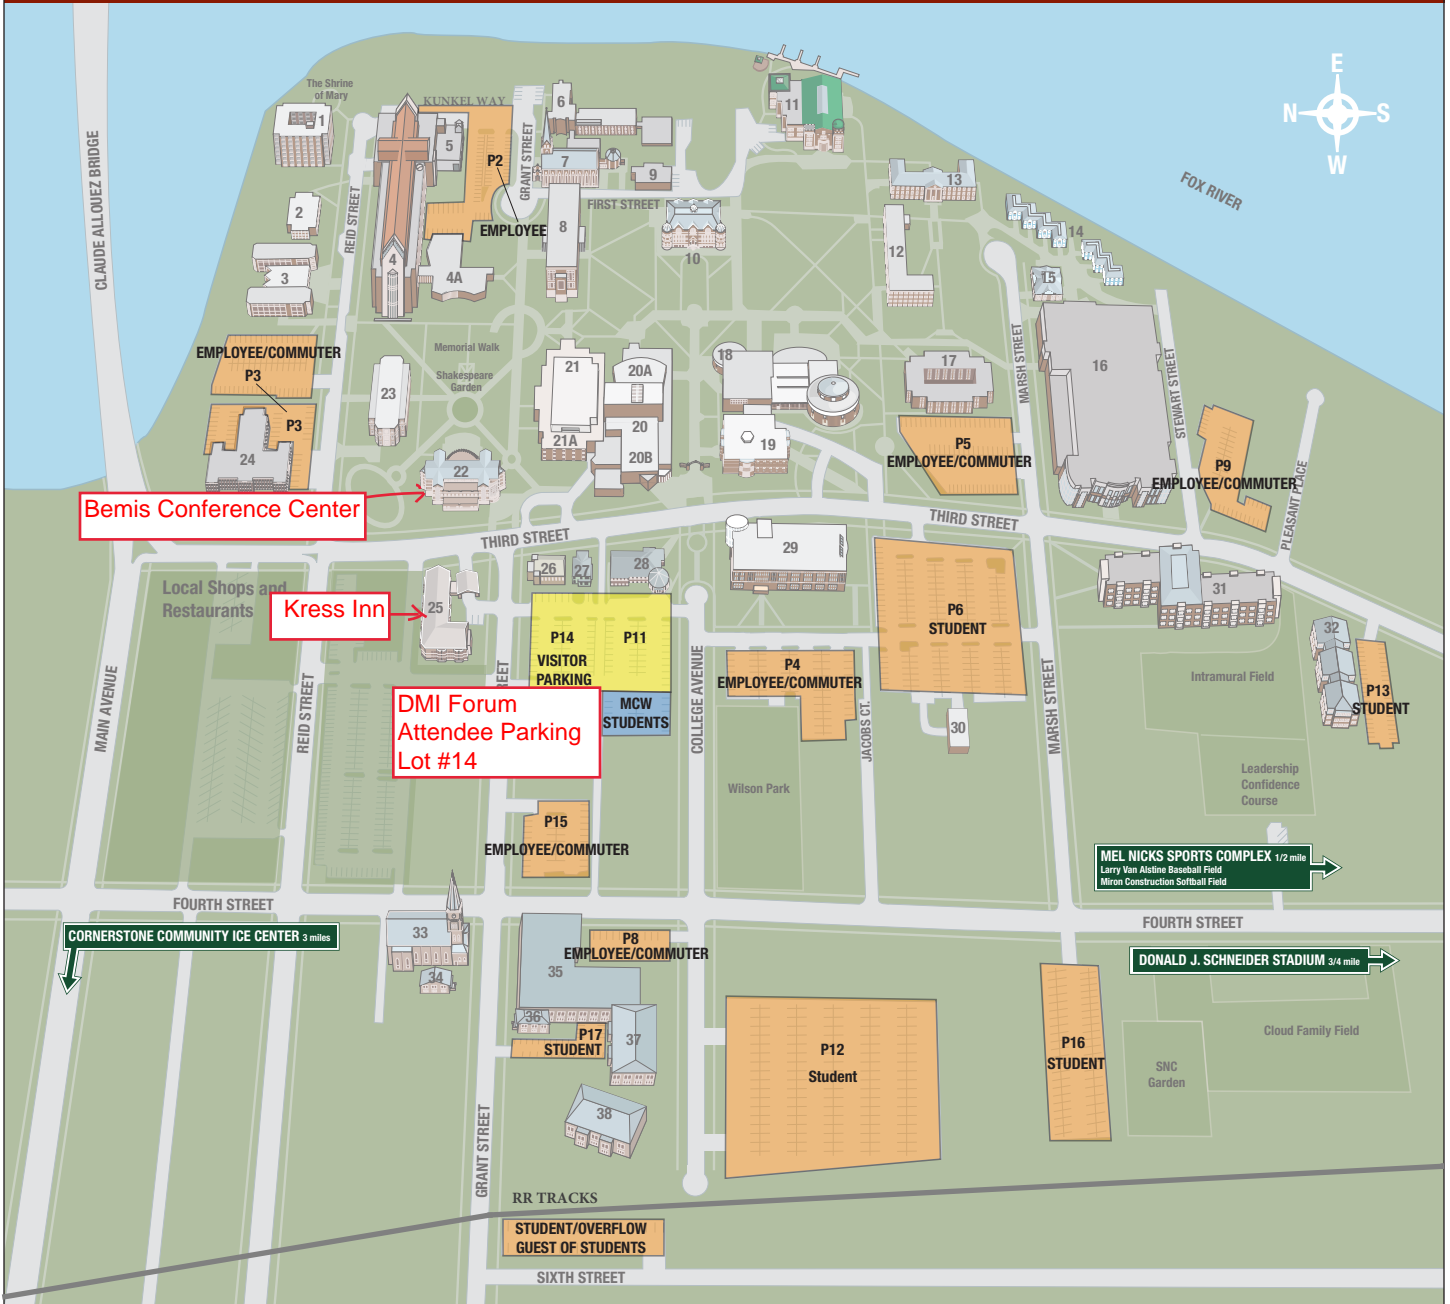 The Shrine
of Mary
KUNKEL WAY
1
2
3
4
4A
5
6
7
8
9
10
11
12
13
14
15
16
17
18
19
20A
20
20B
21
21A
22
23
24
25
26
27
28
29
30
31
32
33
34
35
36
37
38
E
N
S
W
FOX RIVER
CLAUDE ALLOUEZ BRIDGE
REID STREET
GRANT STREET
P2
EMPLOYEE
FIRST STREET
EMPLOYEE/COMMUTER
P3
P3
Memorial Walk
Shakespeare
Garden
MARSH STREET
STEWART STREET
PLEASANT PLACE
P5
EMPLOYEE/COMMUTER
P9
EMPLOYEE/COMMUTER
Bemis Conference Center
THIRD STREET
THIRD STREET
Local Shops and
Restaurants
Kress Inn
P14
VISITOR
PARKING
P11
MCW
STUDENTS
DMI Forum
Attendee Parking
Lot #14
REET
P4
EMPLOYEE/COMMUTER
P6
STUDENT
Intramural Field
P13
STUDENT
MAIN AVENUE
REID STREET
COLLEGE AVENUE
JACOBS CT.
MARSH STREET
Wilson Park
Leadership
Confidence
Course
P15
EMPLOYEE/COMMUTER
MEL NICKS SPORTS COMPLEX 1/2 mile
Larry Van Alstine Baseball Field
Miron Construction Softball Field
FOURTH STREET
FOURTH STREET
CORNERSTONE COMMUNITY ICE CENTER 3 miles
P8
EMPLOYEE/COMMUTER
DONALD J. SCHNEIDER STADIUM 3/4 mile
P17
STUDENT
P12
Student
P16
STUDENT
Cloud Family Field
SNC
Garden
GRANT STREET
RR TRACKS
STUDENT/OVERFLOW
GUEST OF STUDENTS
SIXTH STREET